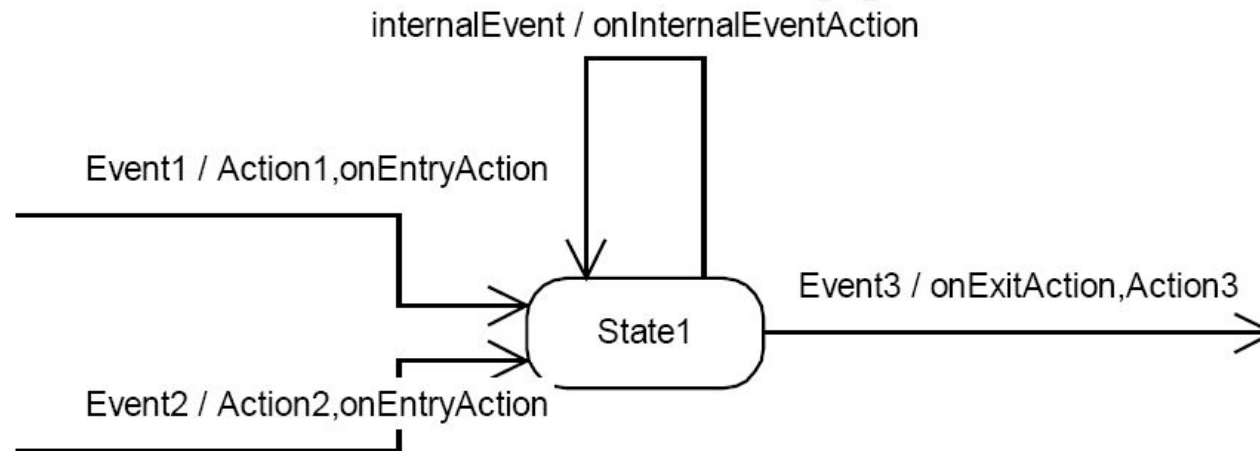 internalEvent / onInternalEventAction
Event1 / Action1,onEntryAction
Event3 / onExitAction,Action3
State1
Event2 / Action2,onEntryAction